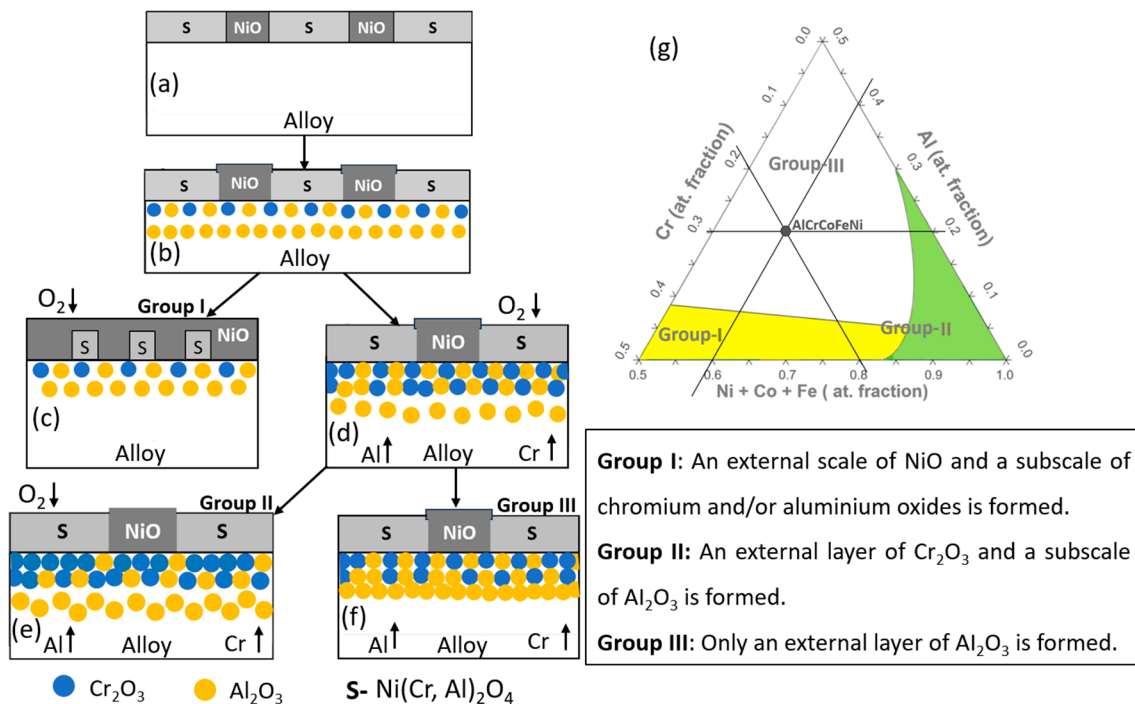 S NiO S NiO S
(a)
Alloy
S NiO S NiO S
(b)
Alloy
O2 Group I
NiO
S S S
(c)
Alloy
O2
S NiO S
(d)
Al Alloy Cr
O2 Group II
S NiO S
(e)
Al Alloy Cr
Group III
S NiO S
(f)
Al Alloy Cr
Cr2O3 Al2O3 S- Ni(Cr, Al)2O4
(g)
0.0 0.5
0.1 0.4
0.2 0.3
0.3 0.2
0.4 0.1
0.5 0.0
Cr (at. fraction)
Al (at. fraction)
Group-III
AlCrCoFeNi
Group-I
Group-II
0.5 0.6 0.7 0.8 0.9 1.0
Ni + Co + Fe ( at. fraction)
Group I: An external scale of NiO and a subscale of
chromium and/or aluminium oxides is formed.
Group II: An external layer of Cr2O3 and a subscale
of Al2O3 is formed.
Group III: Only an external layer of Al2O3 is formed.